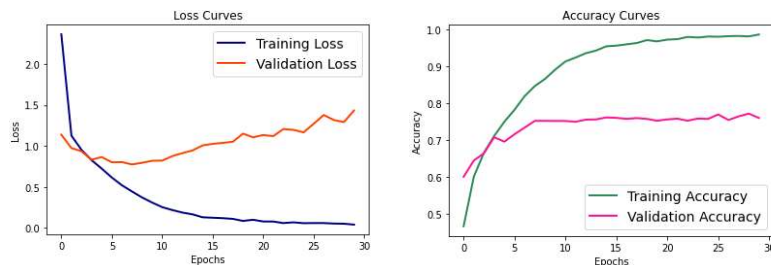 Loss Curves
Training Loss
Validation Loss
2.0
1.5
1.0
0.5
0.0
Loss
0 5 10 15 20 25 30
Epochs
Accuracy Curves
1.0
0.9
0.8
0.7
0.6
0.5
Accuracy
Training Accuracy
Validation Accuracy
0 5 10 15 20 25 30
Epochs